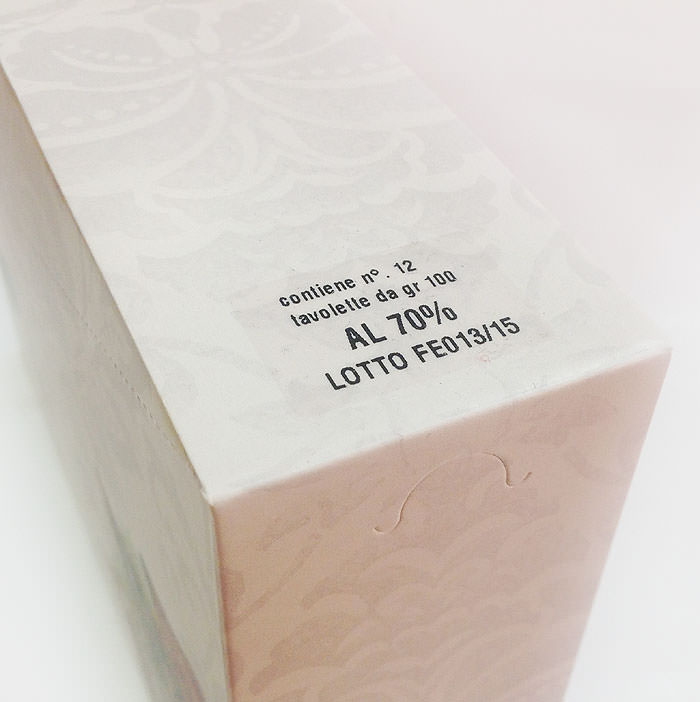 contiene n° . 12
tavolette da gr 100
AL 70%
LOTTO FE013/15